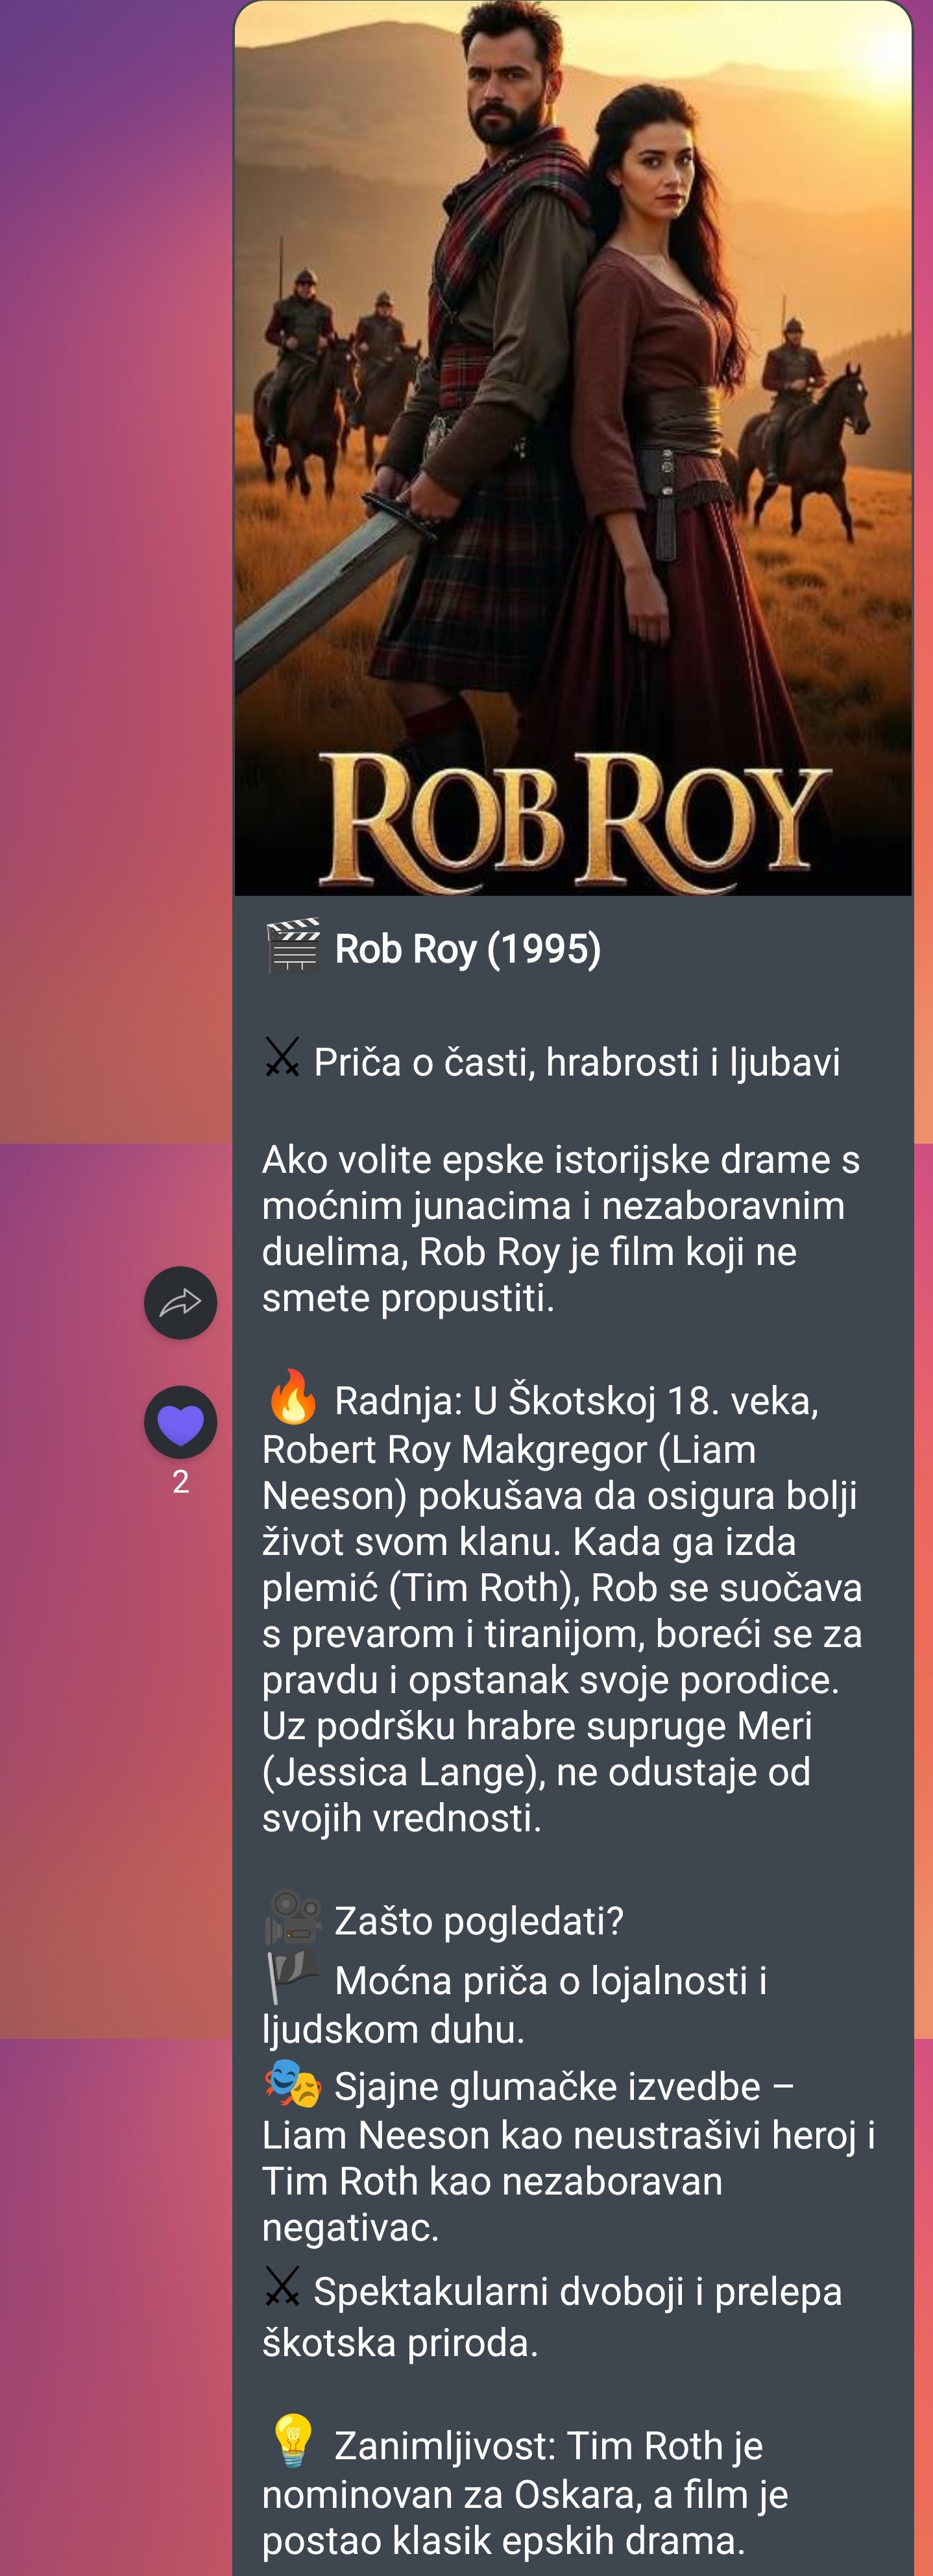 ROB ROY
🎬 Rob Roy (1995)
⚔ Priča o časti, hrabrosti i ljubavi
Ako volite epske istorijske drame s
moćnim junacima i nezaboravnim
duelima, Rob Roy je film koji ne
smete propustiti.
🔥 Radnja: U Škotskoj 18. veka,
Robert Roy Makgregor (Liam
Neeson) pokušava da osigura bolji
život svom klanu. Kada ga izda
plemić (Tim Roth), Rob se suočava
s prevarom i tiranijom, boreći se za
pravdu i opstanak svoje porodice.
Uz podršku hrabre supruge Meri
(Jessica Lange), ne odustaje od
svojih vrednosti.
2
🎥 Zašto pogledati?
🏴 Moćna priča o lojalnosti i
ljudskom duhu.
🎭 Sjajne glumačke izvedbe –
Liam Neeson kao neustrašivi heroj i
Tim Roth kao nezaboravan
negativac.
⚔ Spektakularni dvoboji i prelepa
škotska priroda.
💡 Zanimljivost: Tim Roth je
nominovan za Oskara, a film je
postao klasik epskih drama.